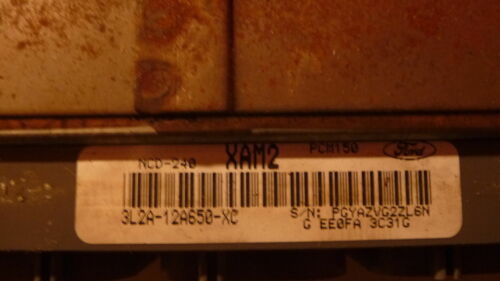 NCD-240 XAM2 PCM150 Ford
3L2A-12A650-XC S/N: PGYAZVG2ZL6N
G EE0FA 3C31G